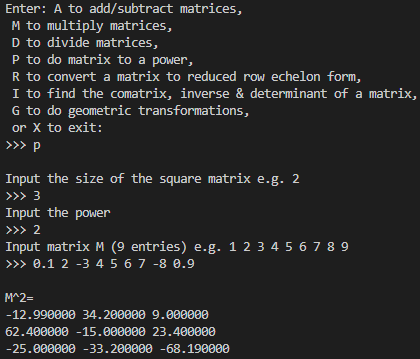 Enter: A to add/subtract matrices,
M to multiply matrices,
D to divide matrices,
P to do matrix to a power,
R to convert a matrix to reduced row echelon form,
I to find the comatrix, inverse & determinant of a matrix,
G to do geometric transformations,
or X to exit:
>>> p
Input the size of the square matrix e.g. 2
>>> 3
Input the power
>>> 2
Input matrix M (9 entries) e.g. 1 2 3 4 5 6 7 8 9
>>> 0.1 2 -3 4 5 6 7 -8 0.9
M^2=
-12.990000 34.200000 9.000000
62.400000 -15.000000 23.400000
-25.000000 -33.200000 -68.190000